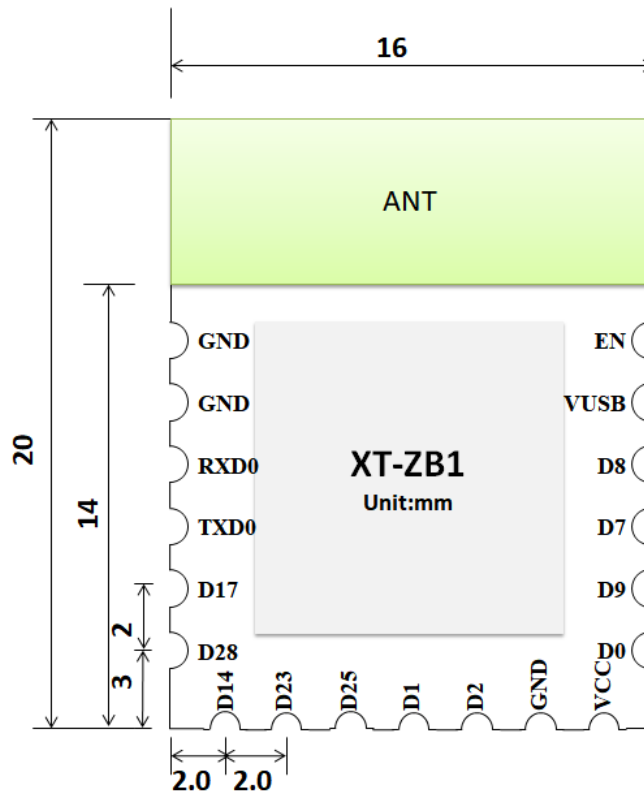 16
ANT
20
14
GND
EN
GND
VUSB
XT-ZB1
RXD0
D8
Unit:mm
TXD0
D7
D17
D9
2
D28
D0
3
D14
D23
D25
D1
D2
GND
VCC
2.0
2.0